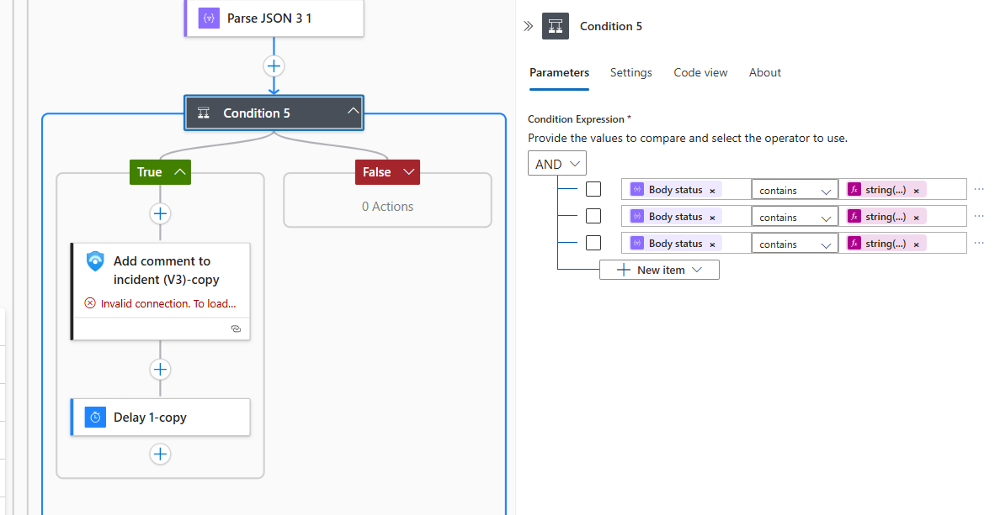 Parse JSON 3 1
Condition 5
True
False
0 Actions
Add comment to
incident (V3)-copy
Invalid connection. To load...
Delay 1-copy
Condition 5
Parameters Settings Code view About
Condition Expression *
Provide the values to compare and select the operator to use.
AND
Body status × contains string(...) × ...
Body status × contains string(...) × ...
Body status × contains string(...) × ...
New item